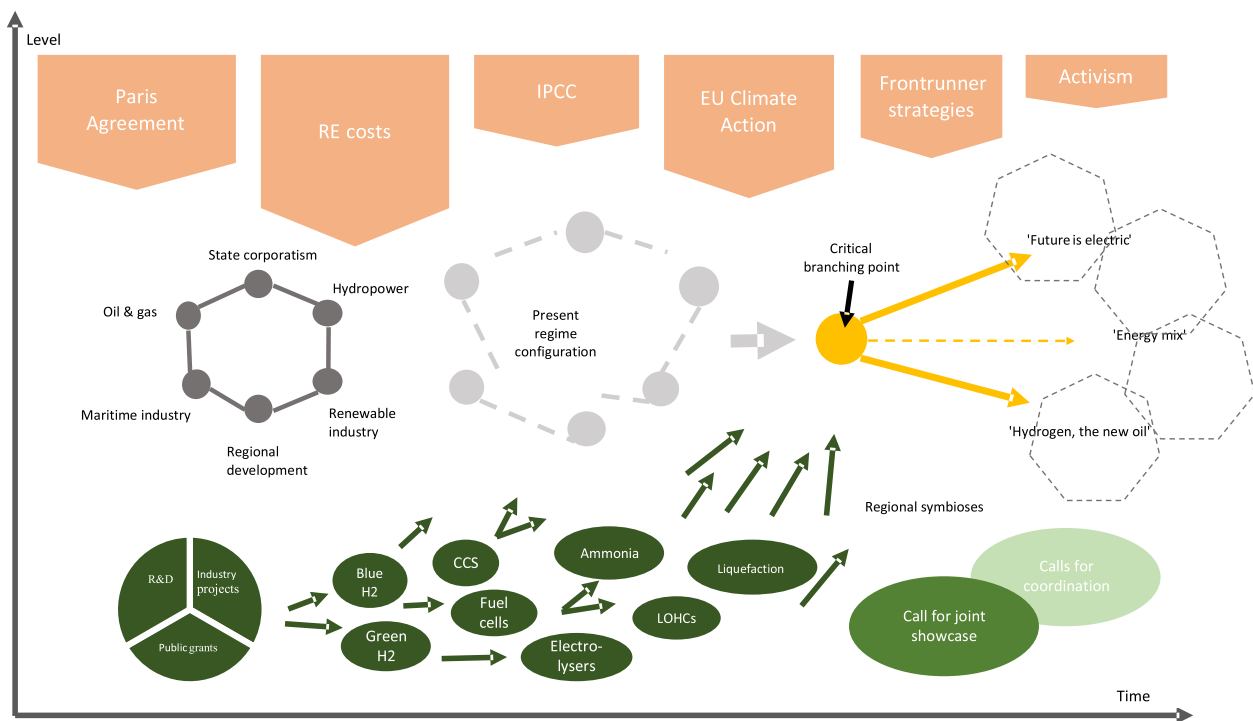 Level
Paris
Agreement
RE costs
IPCC
EU Climate
Action
Frontrunner
strategies
Activism
State corporatism
Oil & gas
Hydropower
Maritime industry
Renewable
industry
Regional
development
Present
regime
configuration
Critical
branching point
'Future is electric'
'Energy mix'
'Hydrogen, the new oil'
Regional symbioses
R&D
Industry
projects
Public grants
Blue
H2
Green
H2
CCS
Fuel
cells
Electro-
lysers
Ammonia
LOHCs
Liquefaction
Calls for
coordination
Call for joint
showcase
Time